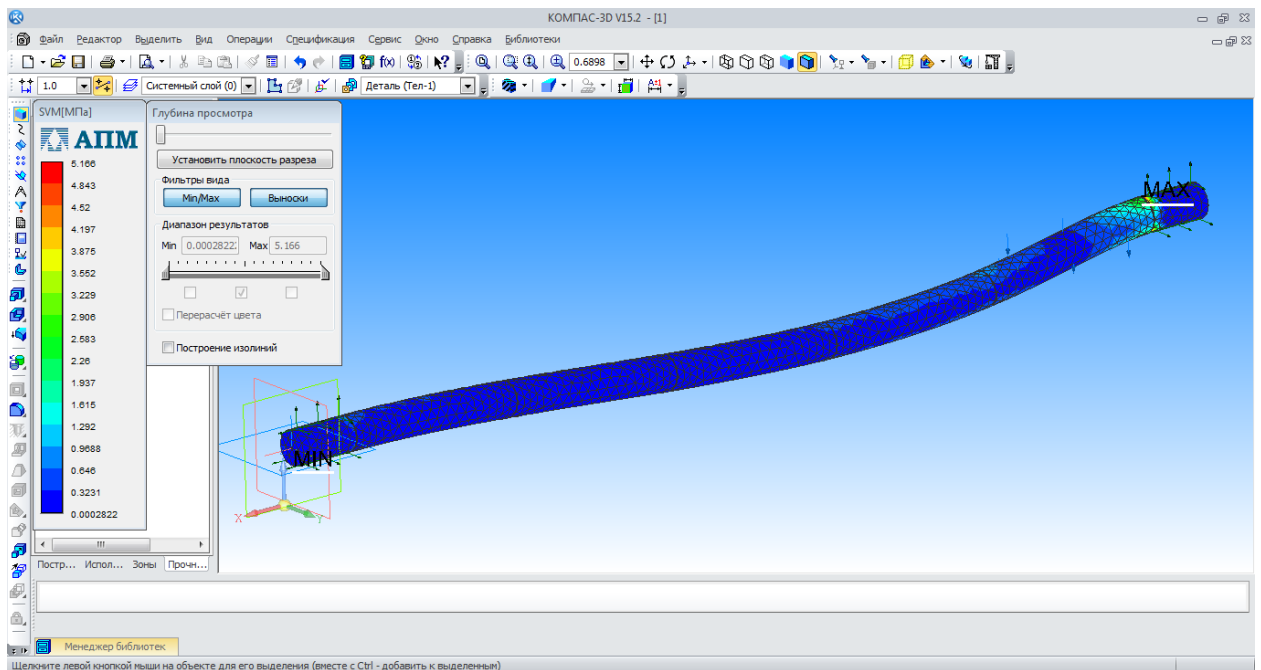 КОМПАС-3D V15.2 - [1]
Файл Редактор Выделить Вид Операции Спецификация Сервис Окно Справка Библиотеки
0.6898
1.0 Системный слой (0) Деталь (Тел-1)
SVM[МПа]
АПМ
5.166
4.843
4.52
4.197
3.875
3.552
3.229
2.906
2.583
2.26
1.937
1.615
1.292
0.9688
0.646
0.3231
0.0002822
Глубина просмотра
Установить плоскость разреза
Фильтры вида
Min/Max Выноски
Диапазон результатов
Min 0.0002822 Max 5.166
Перерасчёт цвета
Построение изолиний
MAX
MIN
X Y
Постр... Испол... Зоны Прочн...
Менеджер библиотек
Щелкните левой кнопкой мыши на объекте для его выделения (вместе с Ctrl - добавить к выделенным)